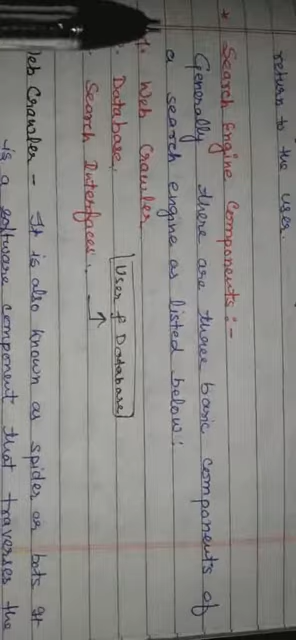 return to the user.
* Search Engine Components:-
Generally there are three basic components of
a search engine as listed below:
1. Web Crawler
Database.
Search Interfaces. → User & Database
Web Crawler - It is also known as spider or bots It
is a software component that traverses the